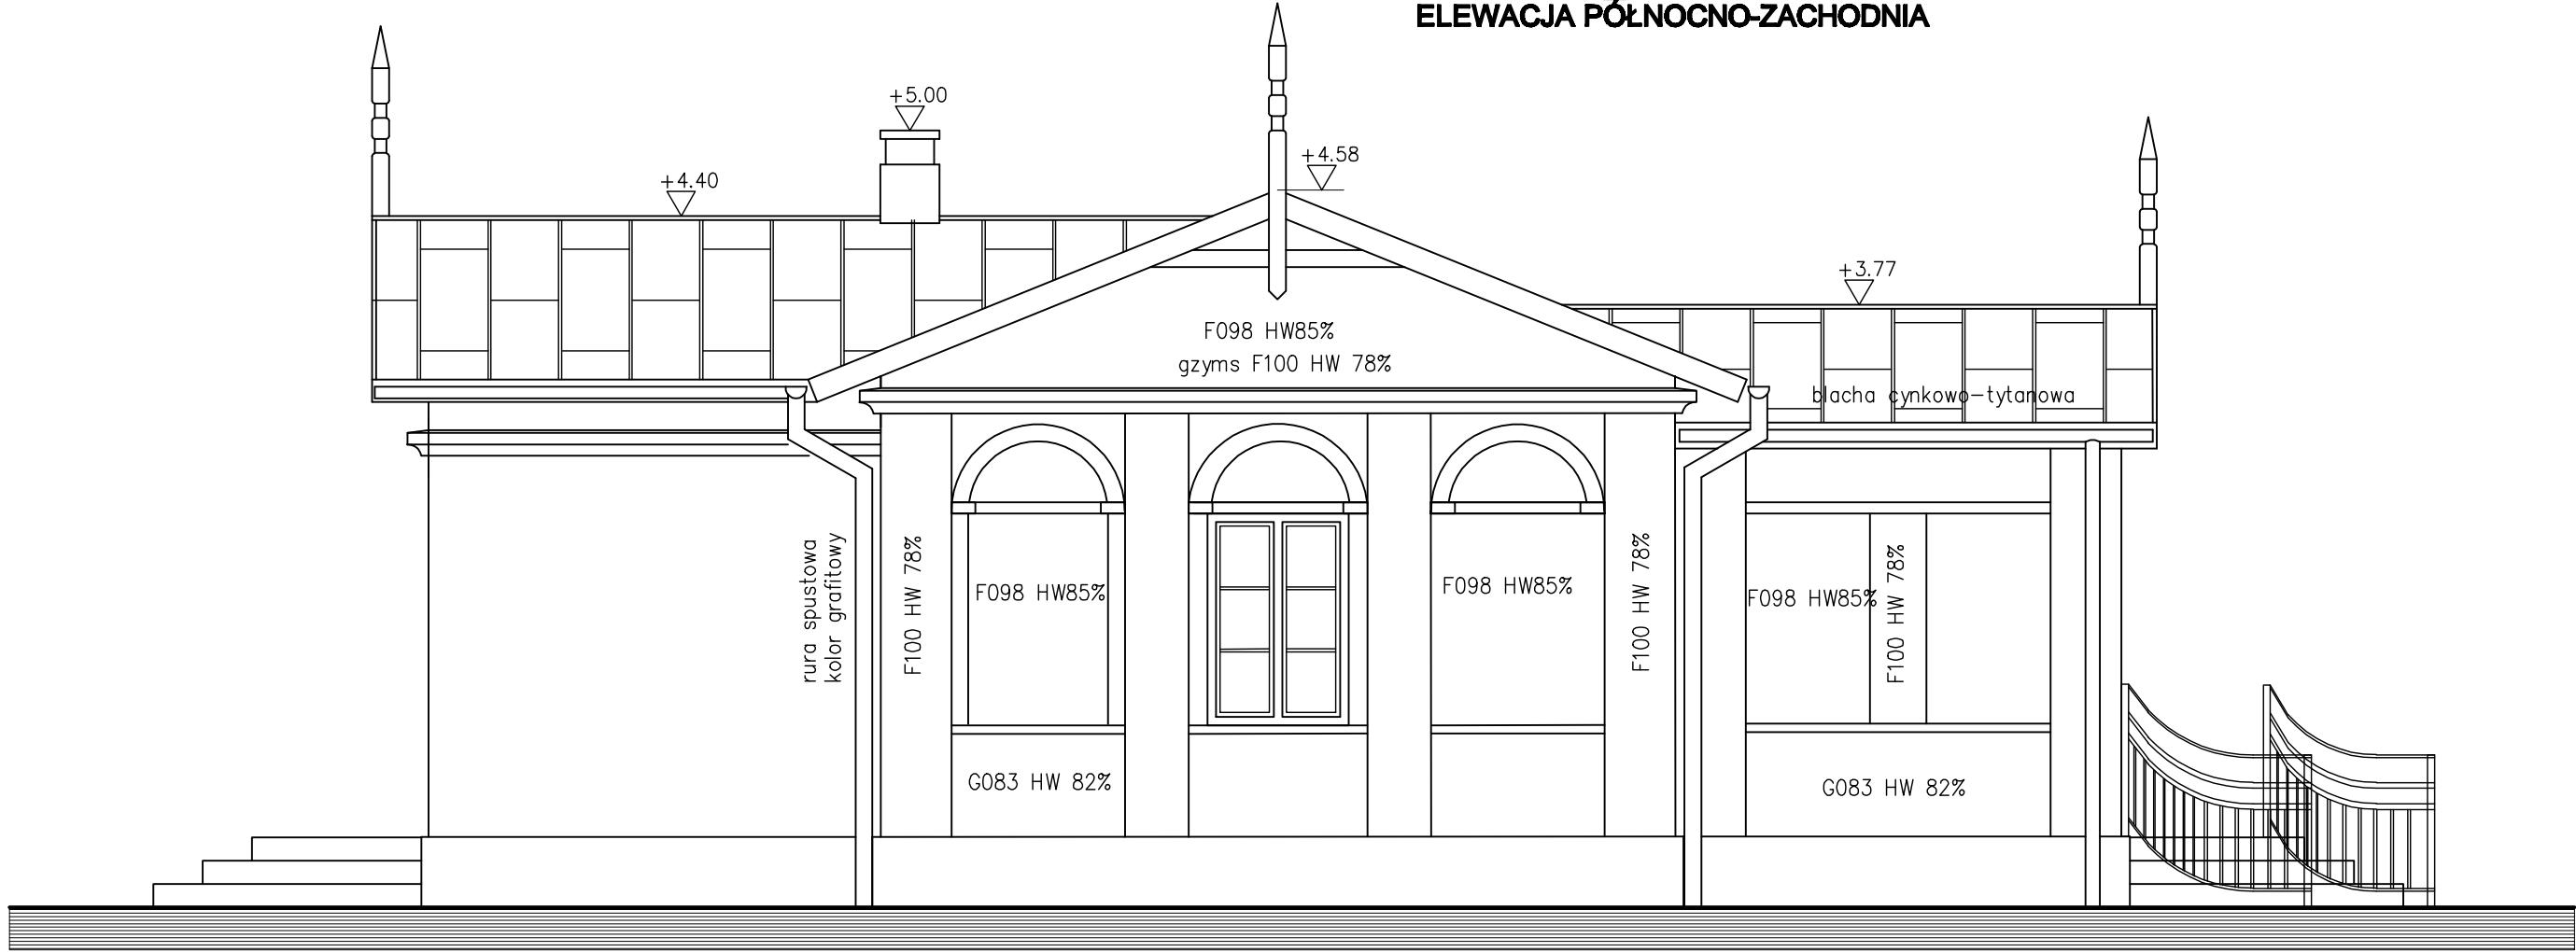 ELEWACJA PÓŁNOCNO-ZACHODNIA
+5.00
+4.58
+4.40
+3.77
F098 HW85%
gzyms F100 HW 78%
blacha cynkowo-tytanowa
rura spustowa
kolor grafitowy
F100 HW 78%
F098 HW85%
F098 HW85%
F100 HW 78%
F098 HW85%
F100 HW 78%
G083 HW 82%
G083 HW 82%